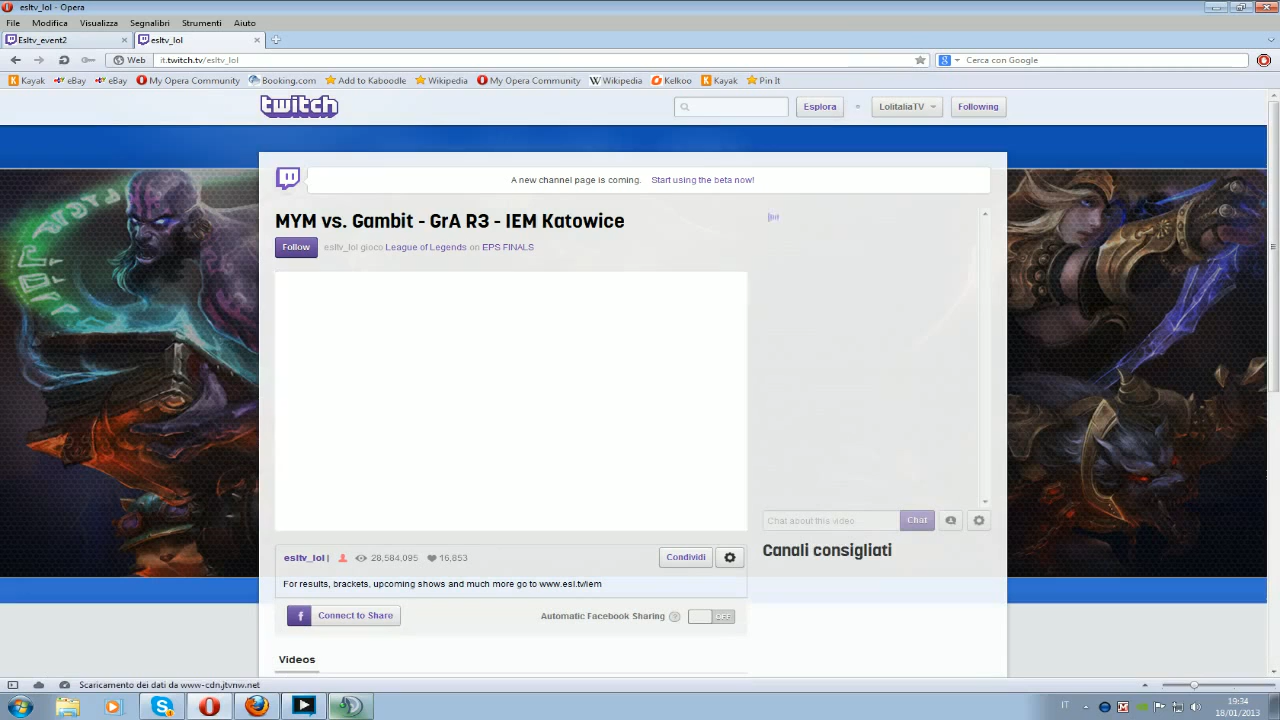 esltv_lol - Opera
File Modifica Visualizza Segnalibri Strumenti Aiuto
Esltv_event2 esltv_lol
Web it.twitch.tv/esltv_lol Cerca con Google
Kayak eBay eBay My Opera Community Booking.com Add to Kaboodle Wikipedia My Opera Community Wikipedia Kelkoo Kayak Pin It
twitch Esplora LolitaliaTV Following
A new channel page is coming. Start using the beta now!
MYM vs. Gambit - GrA R3 - IEM Katowice
Follow esltv_lol gioco League of Legends on EPS FINALS
Chat about this video Chat
Canali consigliati
esltv_lol | 28,584,095 16,853 Condividi
For results, brackets, upcoming shows and much more go to www.esl.tv/iem
f Connect to Share Automatic Facebook Sharing ? OFF
Videos
Scaricamento dei dati da www-cdn.jtvnw.net
IT 19:34
18/01/2013